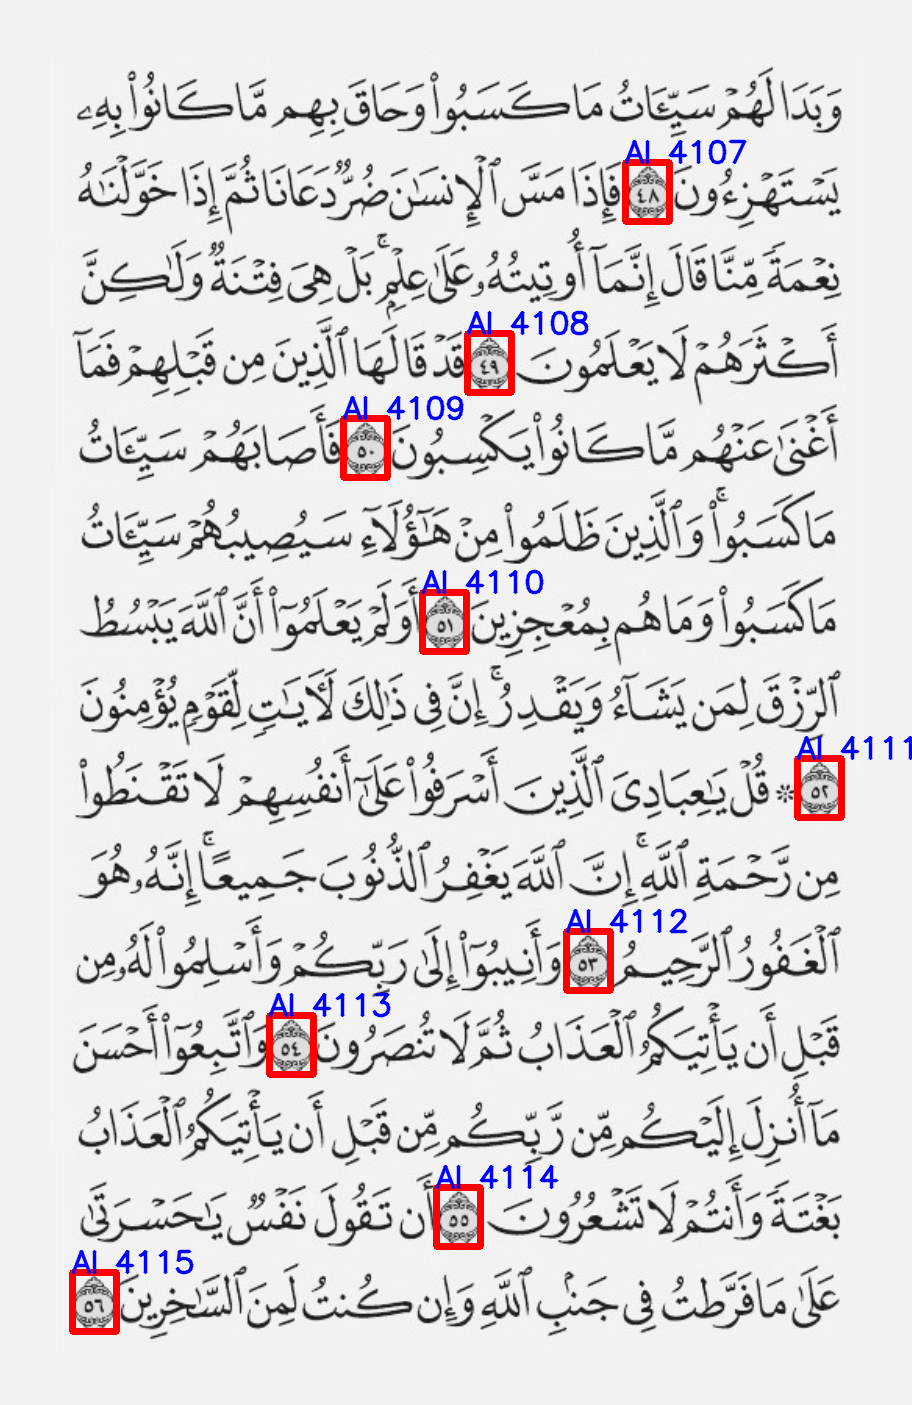 وَبَدَا لَهُمْ سَيِّـَٔاتُ مَا كَسَبُوا۟ وَحَاقَ بِهِم مَّا كَانُوا۟ بِهِۦ
AI 4107
يَسْتَهْزِءُونَ ٤٨ فَإِذَا مَسَّ ٱلْإِنسَـٰنَ ضُرٌّ دَعَانَا ثُمَّ إِذَا خَوَّلْنَـٰهُ
نِعْمَةً مِّنَّا قَالَ إِنَّمَآ أُوتِيتُهُۥ عَلَىٰ عِلْمٍۭ ۚ بَلْ هِىَ فِتْنَةٌ وَلَـٰكِنَّ
AI 4108
أَكْثَرَهُمْ لَا يَعْلَمُونَ ٤٩ قَدْ قَالَهَا ٱلَّذِينَ مِن قَبْلِهِمْ فَمَآ
AI 4109
أَغْنَىٰ عَنْهُم مَّا كَانُوا۟ يَكْسِبُونَ ٥٠ فَأَصَابَهُمْ سَيِّـَٔاتُ
مَا كَسَبُوا۟ ۚ وَٱلَّذِينَ ظَلَمُوا۟ مِنْ هَـٰٓؤُلَآءِ سَيُصِيبُهُمْ سَيِّـَٔاتُ
AI 4110
مَا كَسَبُوا۟ وَمَا هُم بِمُعْجِزِينَ ٥١ أَوَلَمْ يَعْلَمُوٓا۟ أَنَّ ٱللَّهَ يَبْسُطُ
ٱلرِّزْقَ لِمَن يَشَآءُ وَيَقْدِرُ ۚ إِنَّ فِى ذَٰلِكَ لَـَٔايَـٰتٍ لِّقَوْمٍ يُؤْمِنُونَ
AI 4111
٥٢ ۞ قُلْ يَـٰعِبَادِىَ ٱلَّذِينَ أَسْرَفُوا۟ عَلَىٰٓ أَنفُسِهِمْ لَا تَقْنَطُوا۟
مِن رَّحْمَةِ ٱللَّهِ ۚ إِنَّ ٱللَّهَ يَغْفِرُ ٱلذُّنُوبَ جَمِيعًا ۚ إِنَّهُۥ هُوَ
AI 4112
ٱلْغَفُورُ ٱلرَّحِيمُ ٥٣ وَأَنِيبُوٓا۟ إِلَىٰ رَبِّكُمْ وَأَسْلِمُوا۟ لَهُۥ مِن
AI 4113
قَبْلِ أَن يَأْتِيَكُمُ ٱلْعَذَابُ ثُمَّ لَا تُنصَرُونَ ٥٤ وَٱتَّبِعُوٓا۟ أَحْسَنَ
مَآ أُنزِلَ إِلَيْكُم مِّن رَّبِّكُم مِّن قَبْلِ أَن يَأْتِيَكُمُ ٱلْعَذَابُ
AI 4114
بَغْتَةً وَأَنتُمْ لَا تَشْعُرُونَ ٥٥ أَن تَقُولَ نَفْسٌ يَـٰحَسْرَتَىٰ
AI 4115
عَلَىٰ مَا فَرَّطتُ فِى جَنۢبِ ٱللَّهِ وَإِن كُنتُ لَمِنَ ٱلسَّـٰخِرِينَ ٥٦